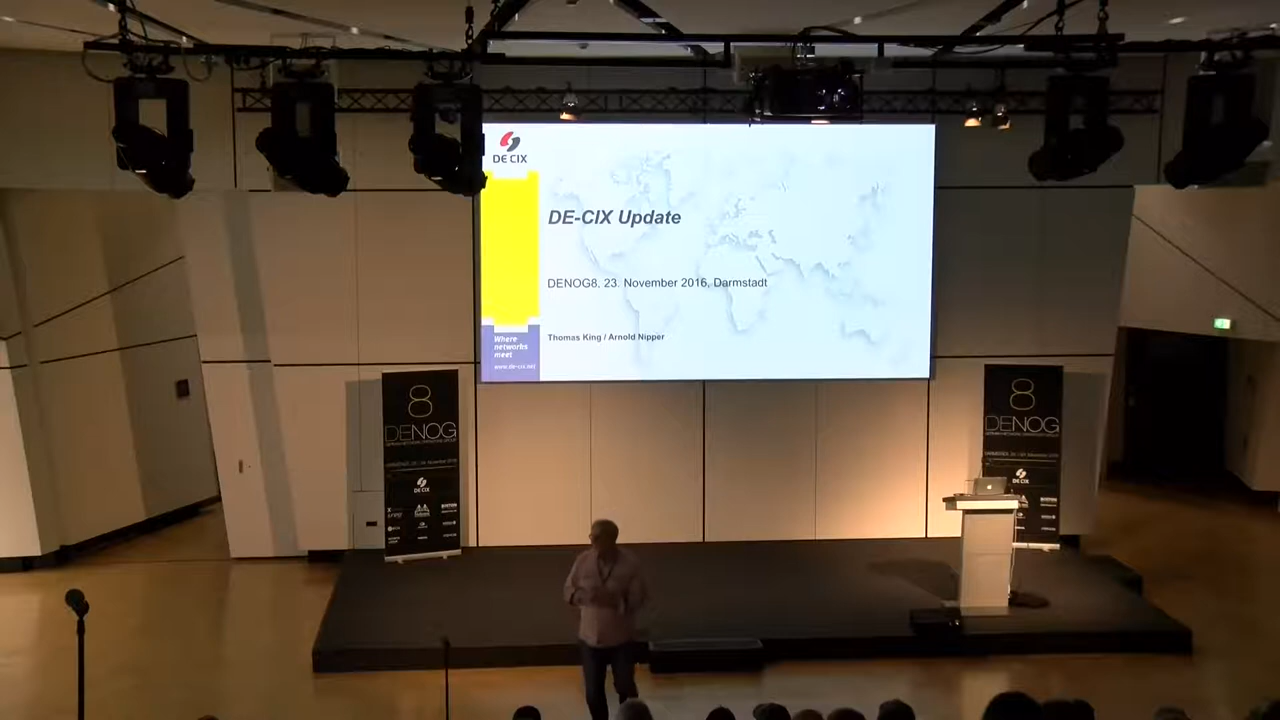 DE CIX
DE-CIX Update
DENOG8, 23. November 2016, Darmstadt
Thomas King / Arnold Nipper
Where
networks
meet
www.de-cix.net
8
DENOG
DE CIX
8
DENOG
DE CIX